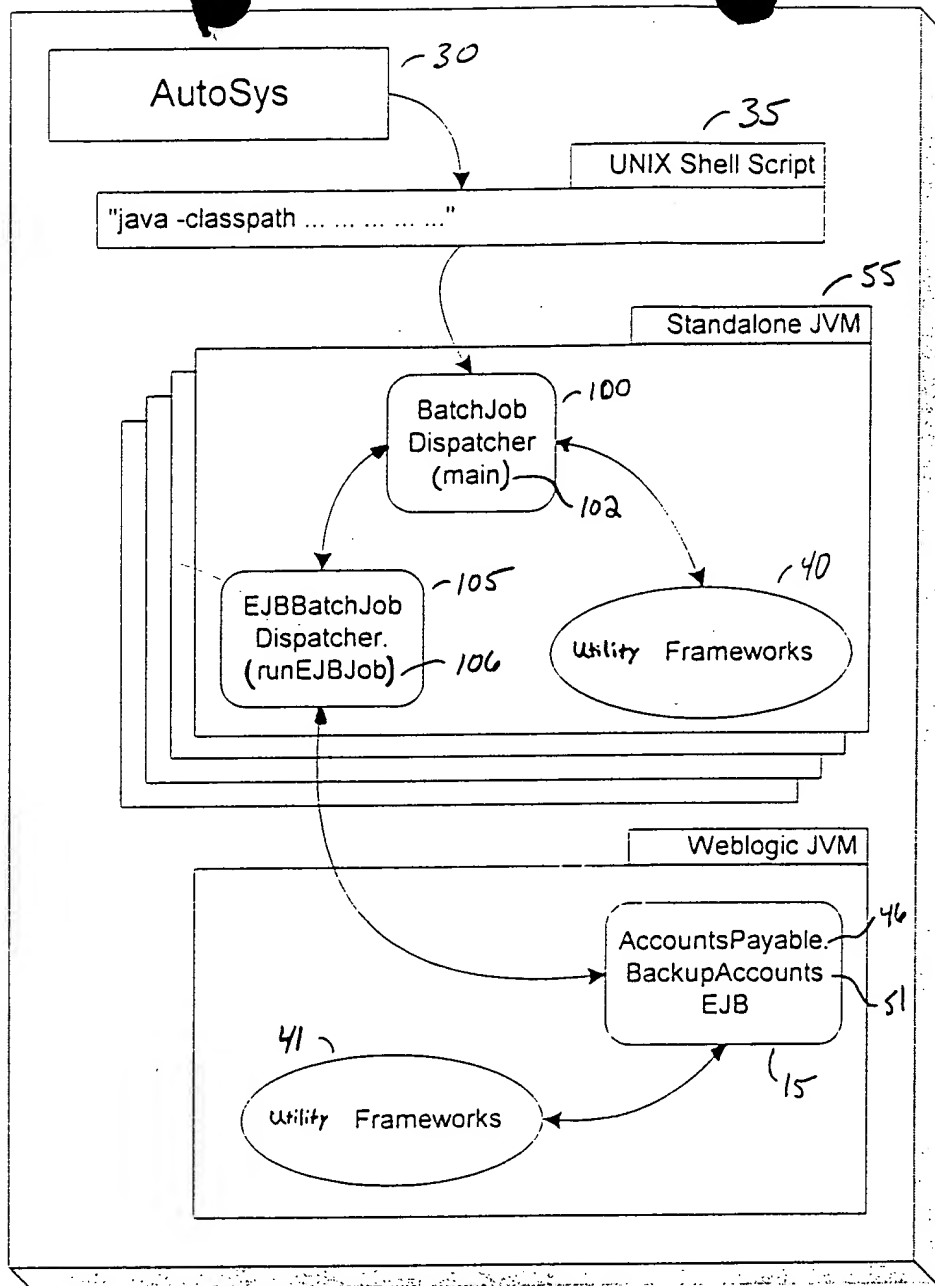 30
AutoSys
35
UNIX Shell Script
"java -classpath ... ... ... ... ..."
55
Standalone JVM
100
BatchJob
Dispatcher
(main)
102
40
105
EJBBatchJob
Dispatcher.
(runEJBJob)
106
Utility Frameworks
Weblogic JVM
AccountsPayable.
46
BackupAccounts
51
EJB
15
41
Utility Frameworks